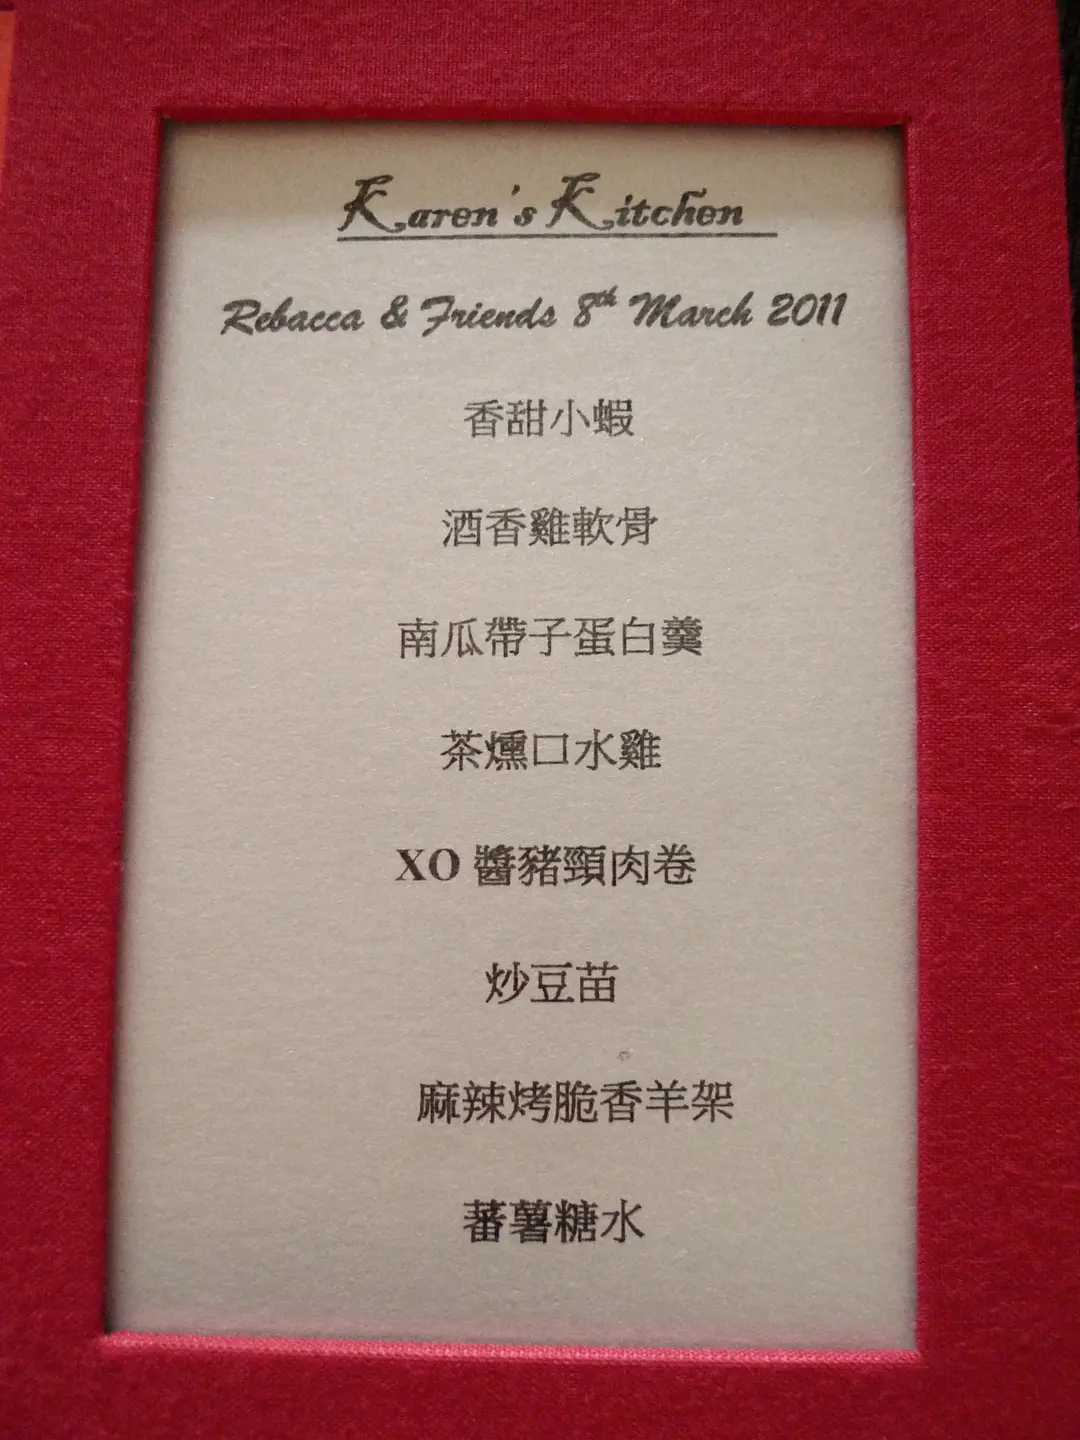 Karen's Kitchen
Rebacca & Friends 8th March 2011
香甜小蝦
酒香雞軟骨
南瓜帶子蛋白羹
茶燻口水雞
XO 醬豬頸肉卷
炒豆苗
麻辣烤脆香羊架
蕃薯糖水